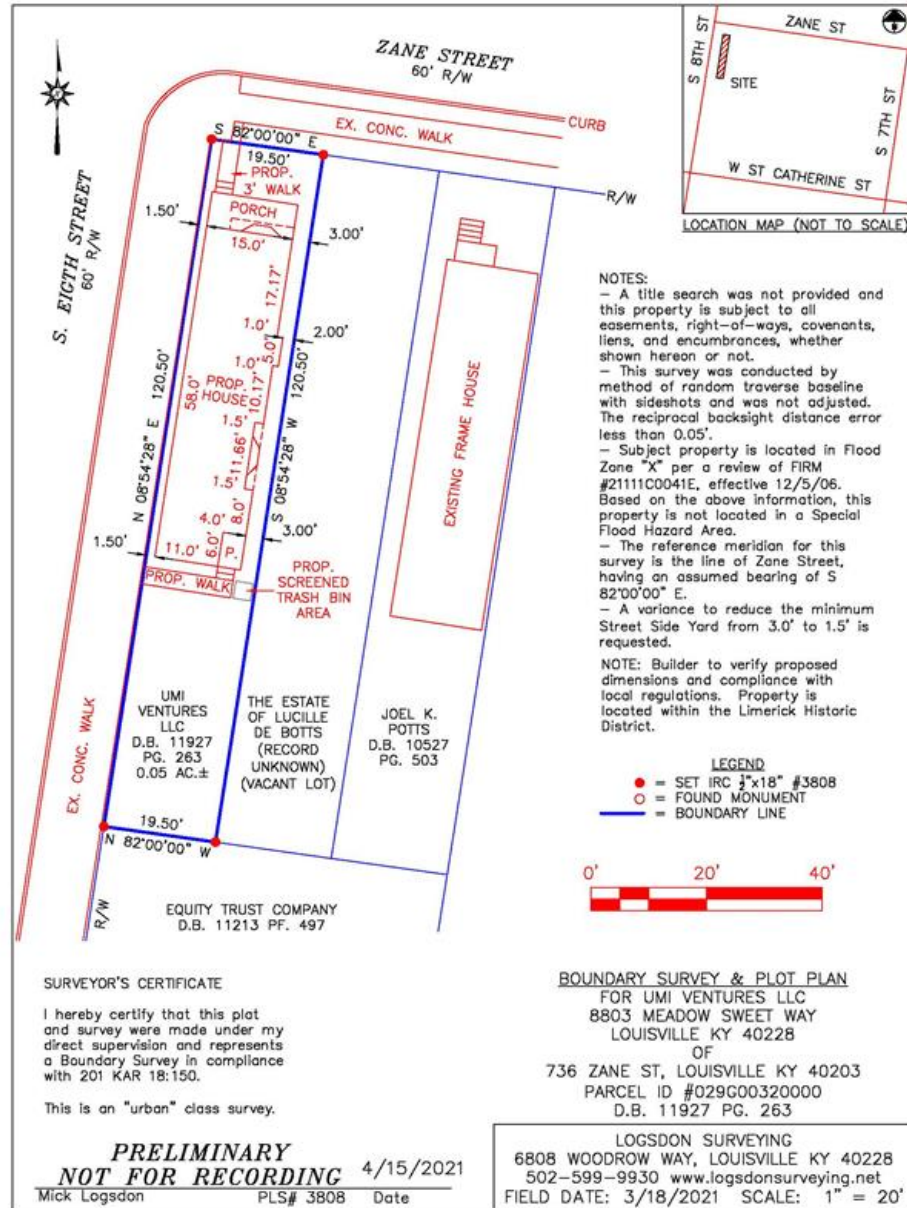 ZANE STREET
60' R/W
CURB
EX. CONC. WALK
S 82°00'00" E
19.50'
PROP.
3' WALK
R/W
S. EIGTH STREET
60' R/W
PORCH
1.50'
15.0'
3.00'
17.17'
1.0'
2.00'
5.0'
1.0'
PROP.
HOUSE
58.0'
10.17'
1.5'
11.66'
1.5'
N 08°54'28" E 120.50'
S 08°54'28" W 120.50'
8.0'
4.0'
3.00'
6.0'
P.
1.50'
11.0'
PROP. WALK
PROP.
SCREENED
TRASH BIN
AREA
EXISTING FRAME HOUSE
EX. CONC. WALK
UMI
VENTURES
LLC
D.B. 11927
PG. 263
0.05 AC.±
THE ESTATE
OF LUCILLE
DE BOTTS
(RECORD
UNKNOWN)
(VACANT LOT)
JOEL K.
POTTS
D.B. 10527
PG. 503
19.50'
N 82°00'00" W
R/W
EQUITY TRUST COMPANY
D.B. 11213 PF. 497
ZANE ST
S 8TH ST
SITE
S 7TH ST
W ST CATHERINE ST
LOCATION MAP (NOT TO SCALE)
NOTES:
– A title search was not provided and
this property is subject to all
easements, right-of-ways, covenants,
liens, and encumbrances, whether
shown hereon or not.
– This survey was conducted by
method of random traverse baseline
with sideshots and was not adjusted.
The reciprocal backsight distance error
less than 0.05'.
– Subject property is located in Flood
Zone "X" per a review of FIRM
#21111C0041E, effective 12/5/06.
Based on the above information, this
property is not located in a Special
Flood Hazard Area.
– The reference meridian for this
survey is the line of Zane Street,
having an assumed bearing of S
82°00'00" E.
– A variance to reduce the minimum
Street Side Yard from 3.0' to 1.5' is
requested.
NOTE: Builder to verify proposed
dimensions and compliance with
local regulations. Property is
located within the Limerick Historic
District.
LEGEND
= SET IRC ½"x18" #3808
= FOUND MONUMENT
= BOUNDARY LINE
0' 20' 40'
SURVEYOR'S CERTIFICATE
I hereby certify that this plat
and survey were made under my
direct supervision and represents
a Boundary Survey in compliance
with 201 KAR 18:150.
This is an "urban" class survey.
PRELIMINARY
NOT FOR RECORDING 4/15/2021
Mick Logsdon PLS# 3808 Date
BOUNDARY SURVEY & PLOT PLAN
FOR UMI VENTURES LLC
8803 MEADOW SWEET WAY
LOUISVILLE KY 40228
OF
736 ZANE ST, LOUISVILLE KY 40203
PARCEL ID #029G00320000
D.B. 11927 PG. 263
LOGSDON SURVEYING
6808 WOODROW WAY, LOUISVILLE KY 40228
502-599-9930 www.logsdonsurveying.net
FIELD DATE: 3/18/2021 SCALE: 1" = 20'